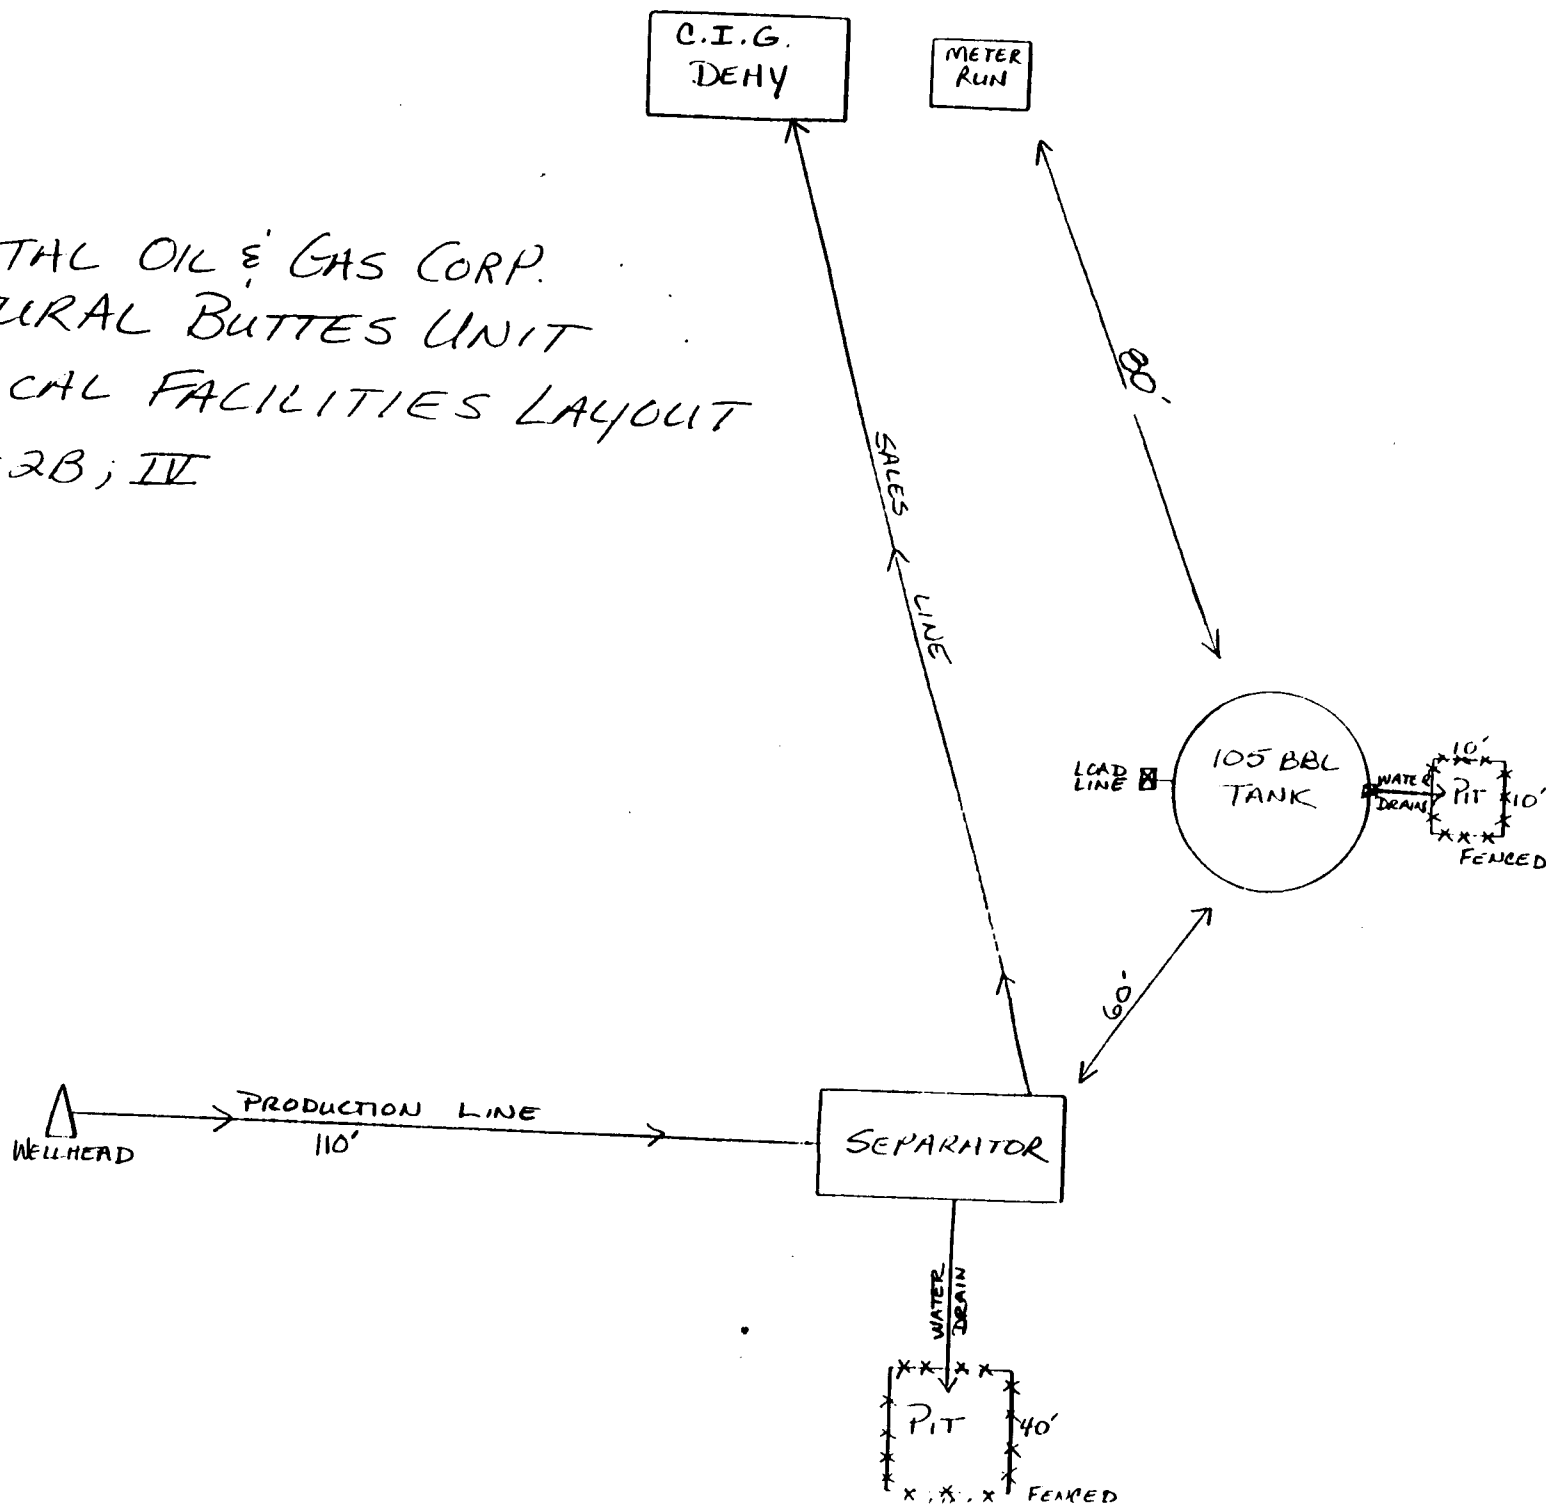 C.I.G.
DEHY
METER
RUN
TAL OIL & GAS CORP.
URAL BUTTES UNIT
CAL FACILITIES LAYOUT
2B; IV
80'
SALES LINE
LOAD
LINE
105 BBL
TANK
WATER
DRAIN
10'
PIT
10'
FENCED
60'
WELLHEAD
PRODUCTION LINE
110'
SEPARATOR
WATER
DRAIN
PIT
40'
FENCED